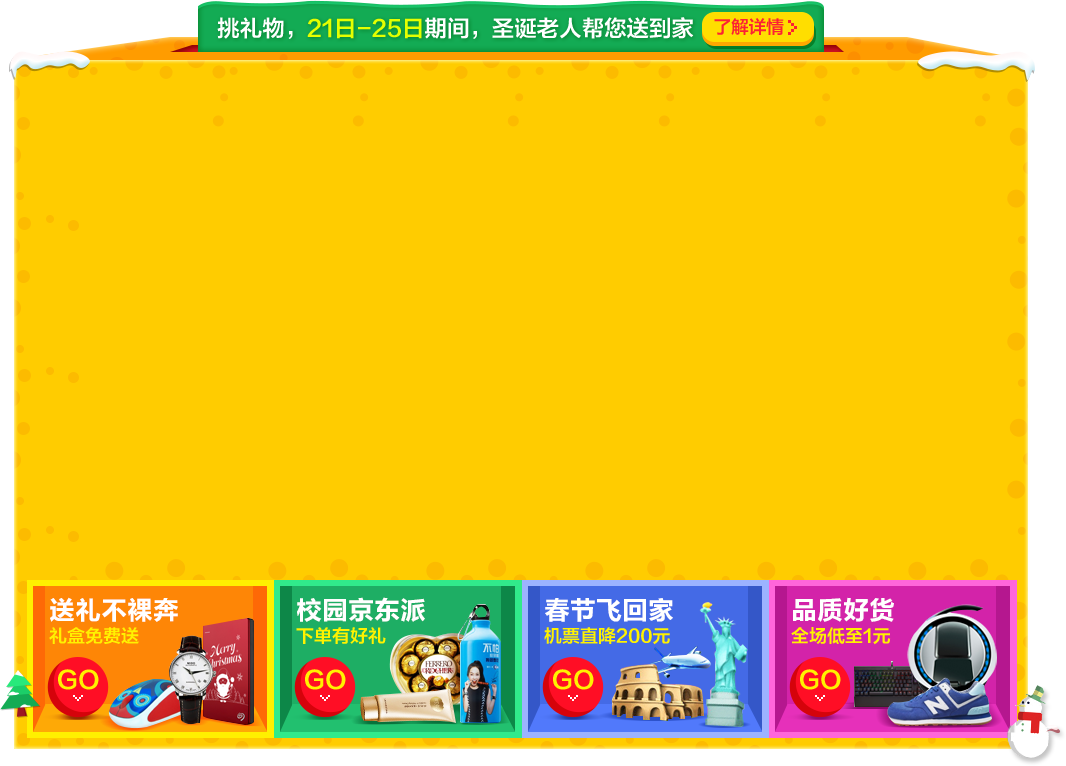 挑礼物，21日-25日期间，圣诞老人帮您送到家 了解详情
送礼不裸奔
礼盒免费送
GO
Merry
Christmas
校园京东派
下单有好礼
GO
FERRERO
不怕
春节飞回家
机票直降200元
GO
品质好货
全场低至1元
GO
N